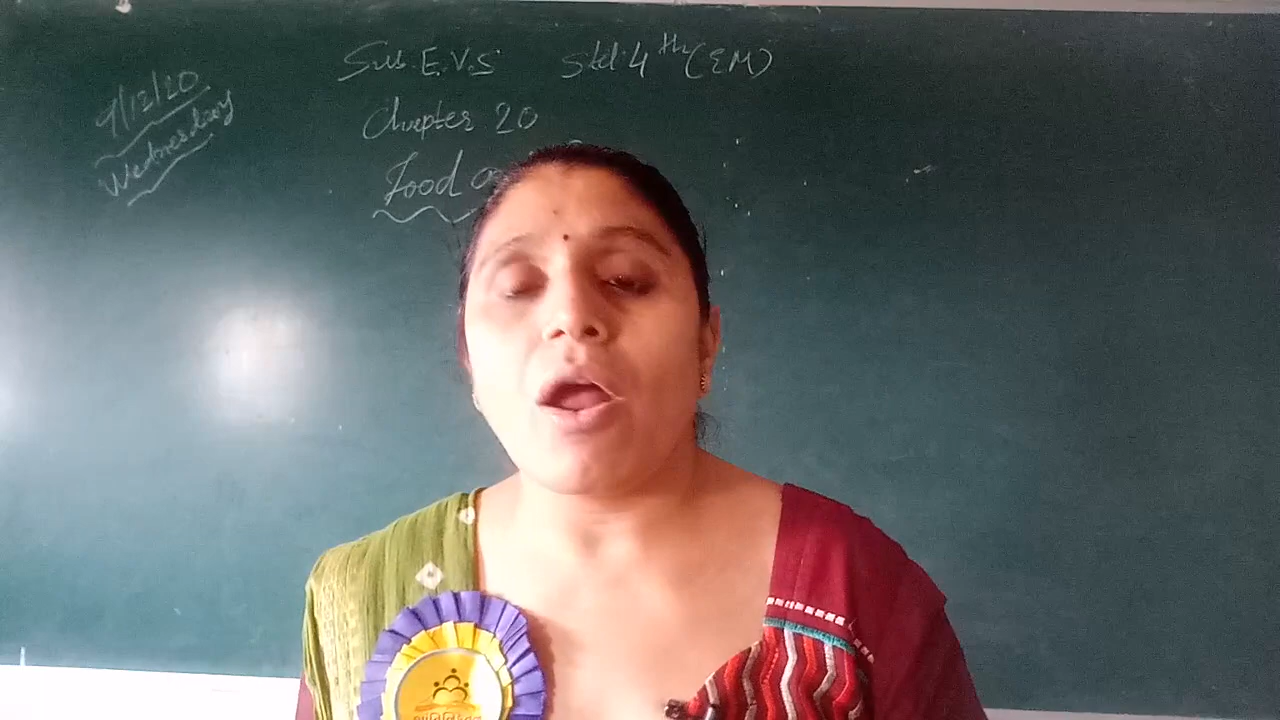 9/12/20
Wednesday
Sub. E.V.S Std. 4th (EM)
Chapter 20
Food